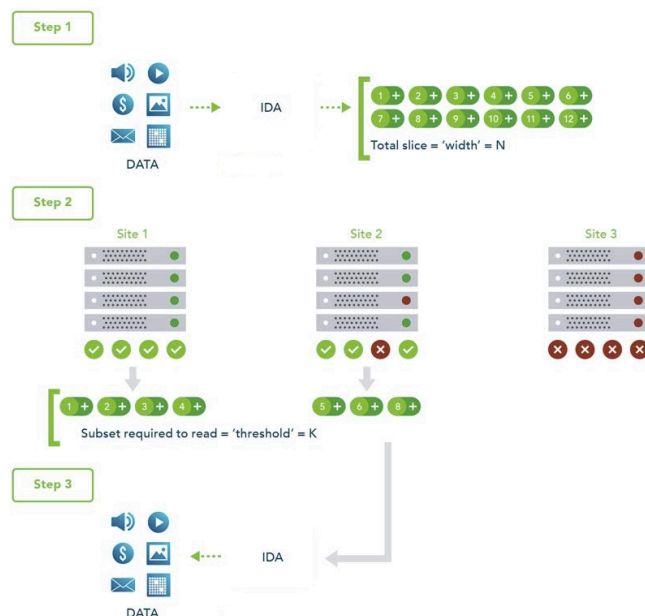 Step 1
IDA
1 + 2 + 3 + 4 + 5 + 6 +
7 + 8 + 9 + 10 + 11 + 12 +
DATA
Total slice = ‘width’ = N
Step 2
Site 1 Site 2 Site 3
1 + 2 + 3 + 4 + 5 + 6 + 8 +
Subset required to read = ‘threshold’ = K
Step 3
$
IDA
DATA